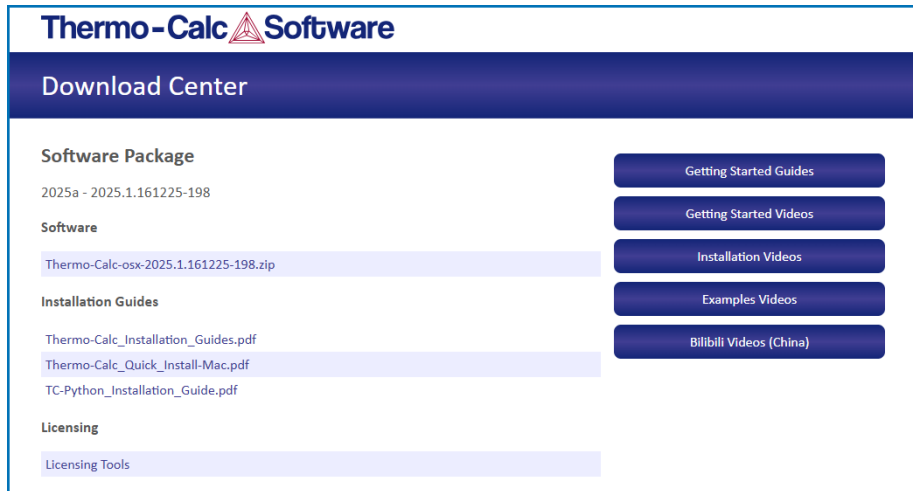 Thermo-Calc Software
Download Center
Software Package
2025a - 2025.1.161225-198
Software
Thermo-Calc-osx-2025.1.161225-198.zip
Installation Guides
Thermo-Calc_Installation_Guides.pdf
Thermo-Calc_Quick_Install-Mac.pdf
TC-Python_Installation_Guide.pdf
Licensing
Licensing Tools
Getting Started Guides
Getting Started Videos
Installation Videos
Examples Videos
Bilibili Videos (China)